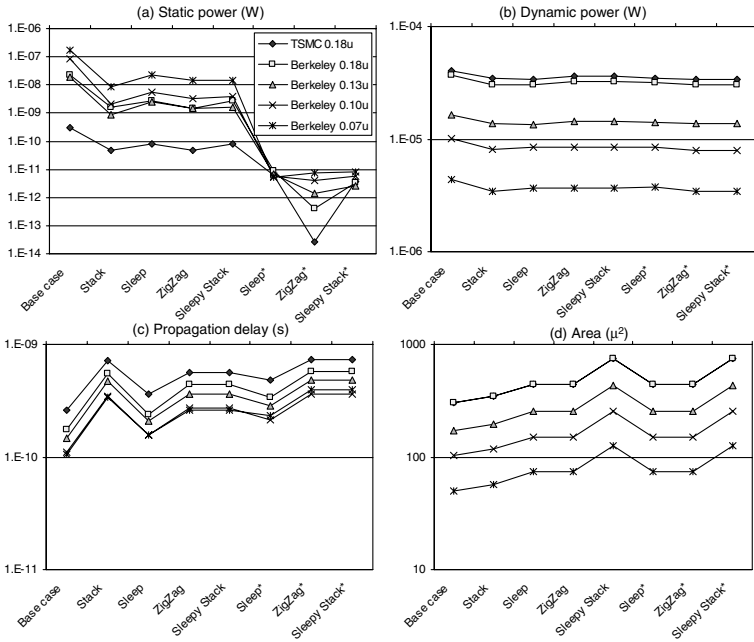 (a) Static power (W)
1.E-06
1.E-07
1.E-08
1.E-09
1.E-10
1.E-11
1.E-12
1.E-13
1.E-14
TSMC 0.18u
Berkeley 0.18u
Berkeley 0.13u
Berkeley 0.10u
Berkeley 0.07u
Base case
Stack
Sleep
ZigZag
Sleepy Stack
Sleep*
ZigZag*
Sleepy Stack*
(b) Dynamic power (W)
1.E-04
1.E-05
1.E-06
Base case
Stack
Sleep
ZigZag
Sleepy Stack
Sleep*
ZigZag*
Sleepy Stack*
(c) Propagation delay (s)
1.E-09
1.E-10
1.E-11
Base case
Stack
Sleep
ZigZag
Sleepy Stack
Sleep*
ZigZag*
Sleepy Stack*
(d) Area (µ²)
1000
100
10
Base case
Stack
Sleep
ZigZag
Sleepy Stack
Sleep*
ZigZag*
Sleepy Stack*